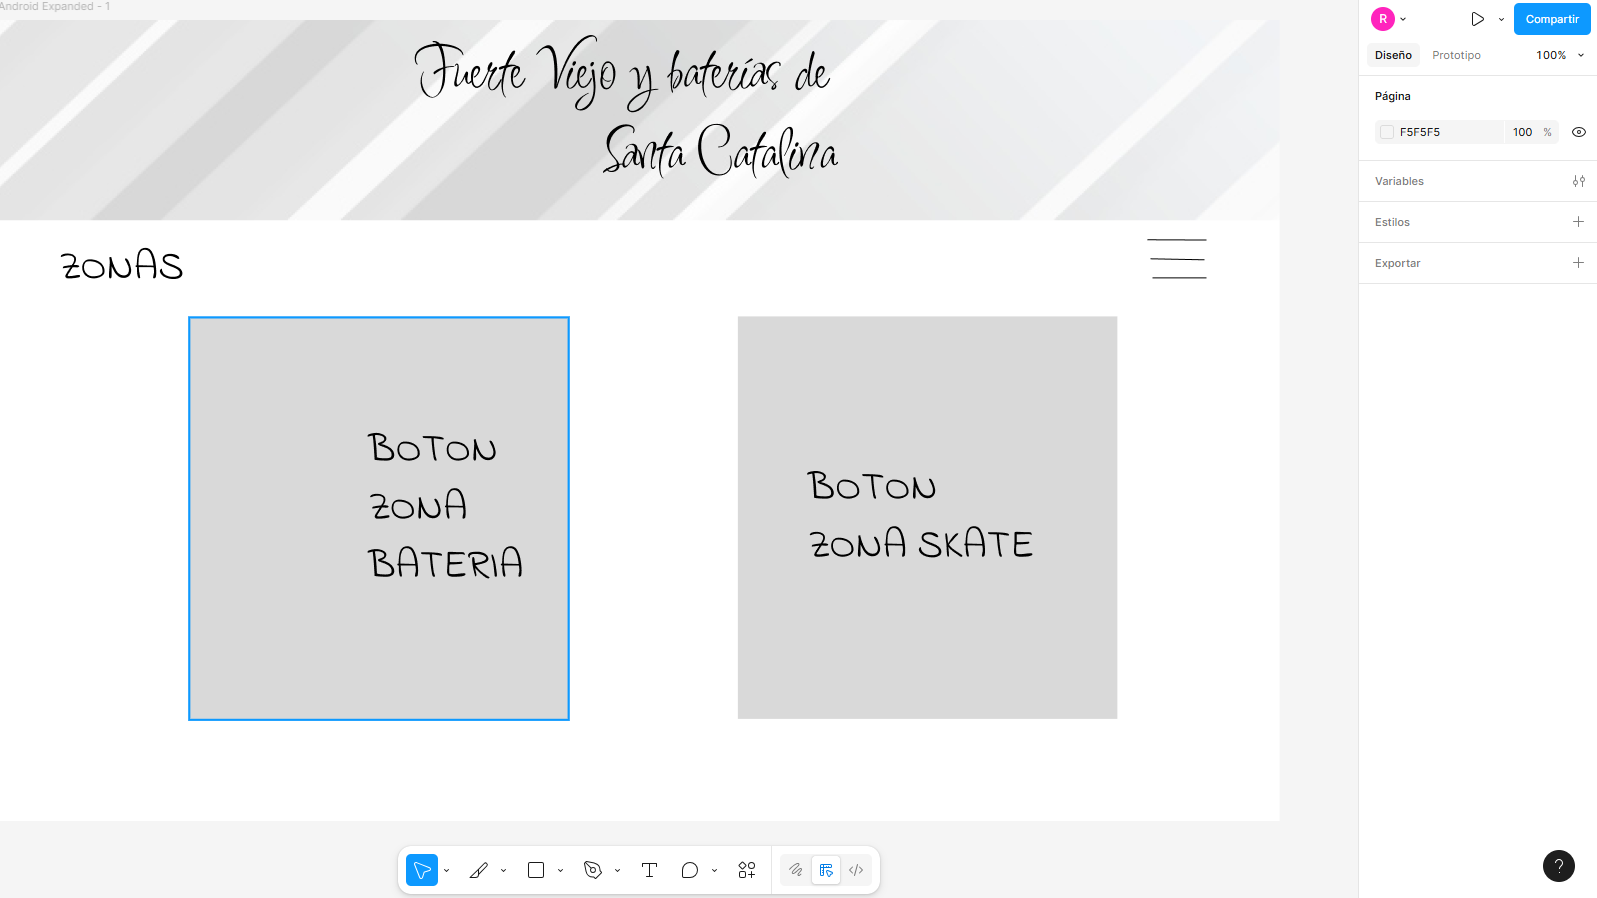 Android Expanded - 1
Fuerte Viejo y baterías de
Santa Catalina
ZONAS
BOTON
ZONA
BATERIA
BOTON
ZONA SKATE
R
Compartir
Diseño
Prototipo
100%
Página
F5F5F5
100 %
Variables
Estilos
Exportar
T
</>
?